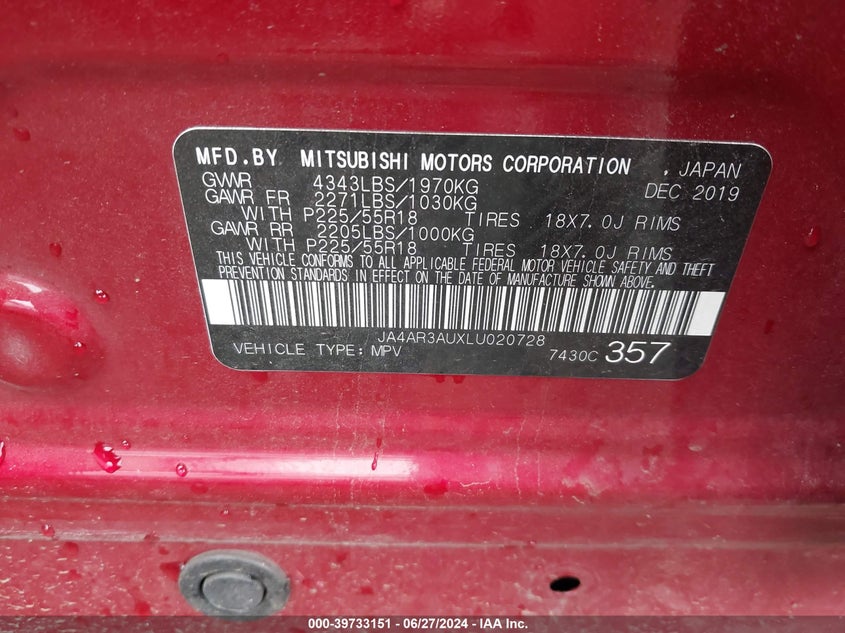 MFD.BY MITSUBISHI MOTORS CORPORATION , JAPAN
GVWR 4343LBS/1970KG DEC 2019
GAWR FR 2271LBS/1030KG
WITH P225/55R18 TIRES 18X7.0J RIMS
GAWR RR 2205LBS/1000KG
WITH P225/55R18 TIRES 18X7.0J RIMS
THIS VEHICLE CONFORMS TO ALL APPLICABLE FEDERAL MOTOR VEHICLE SAFETY AND THEFT
PREVENTION STANDARDS IN EFFECT ON THE DATE OF MANUFACTURE SHOWN ABOVE.
JA4AR3AUXLU020728
VEHICLE TYPE: MPV 7430C 357
000-39733151 - 06/27/2024 - IAA Inc.